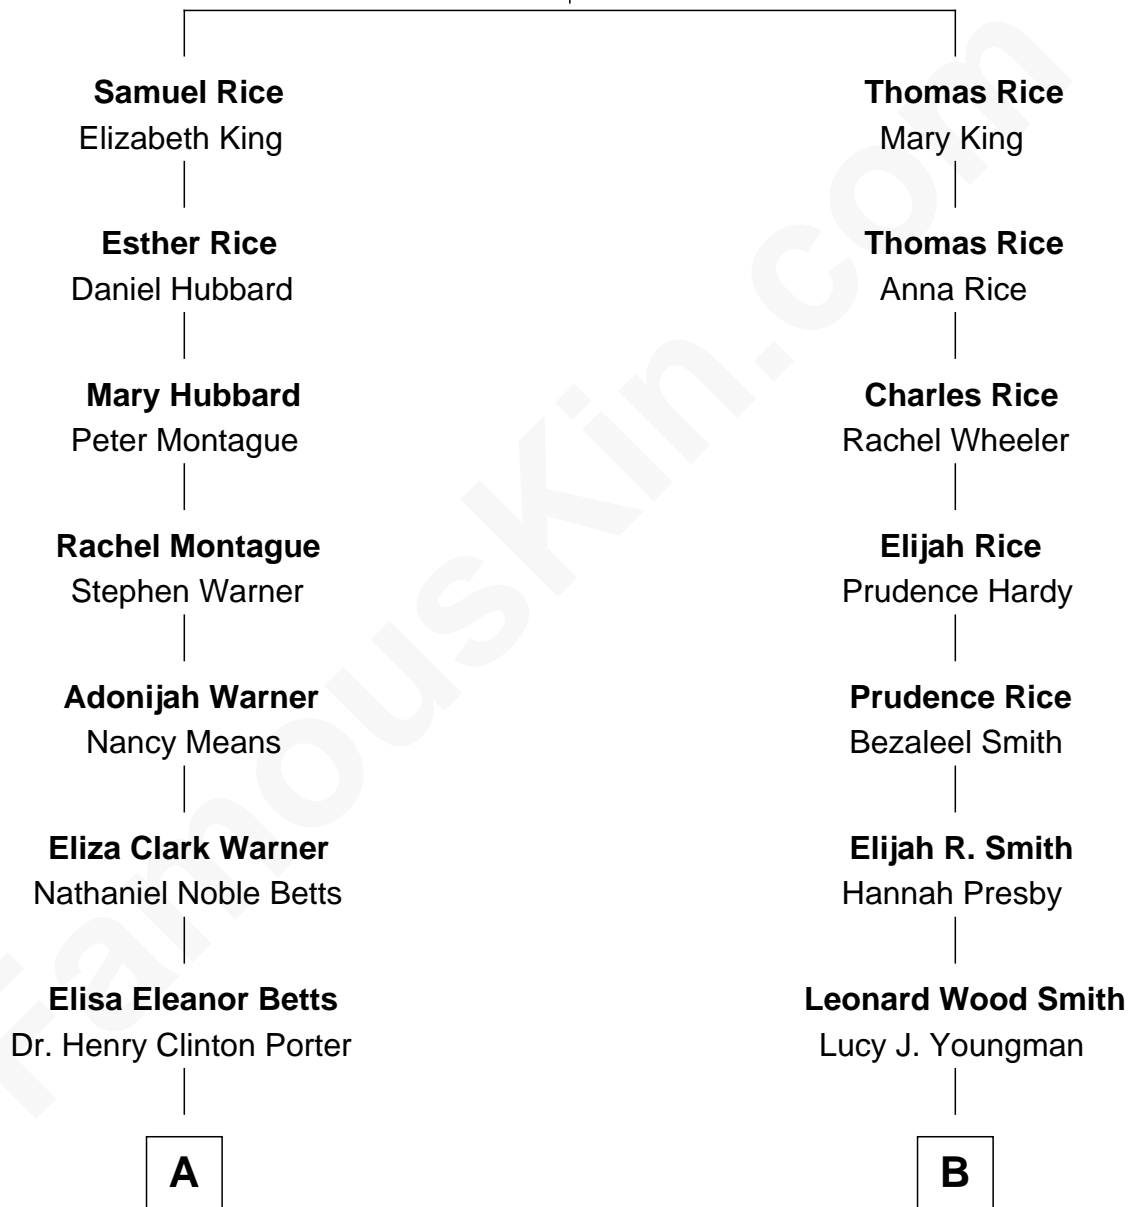 Samuel Rice
Elizabeth King
Esther Rice
Daniel Hubbard
Mary Hubbard
Peter Montague
Rachel Montague
Stephen Warner
Adonijah Warner
Nancy Means
Eliza Clark Warner
Nathaniel Noble Betts
Elisa Eleanor Betts
Dr. Henry Clinton Porter
A
Thomas Rice
Mary King
Thomas Rice
Anna Rice
Charles Rice
Rachel Wheeler
Elijah Rice
Prudence Hardy
Prudence Rice
Bezaleel Smith
Elijah R. Smith
Hannah Presby
Leonard Wood Smith
Lucy J. Youngman
B
FamousKin.com